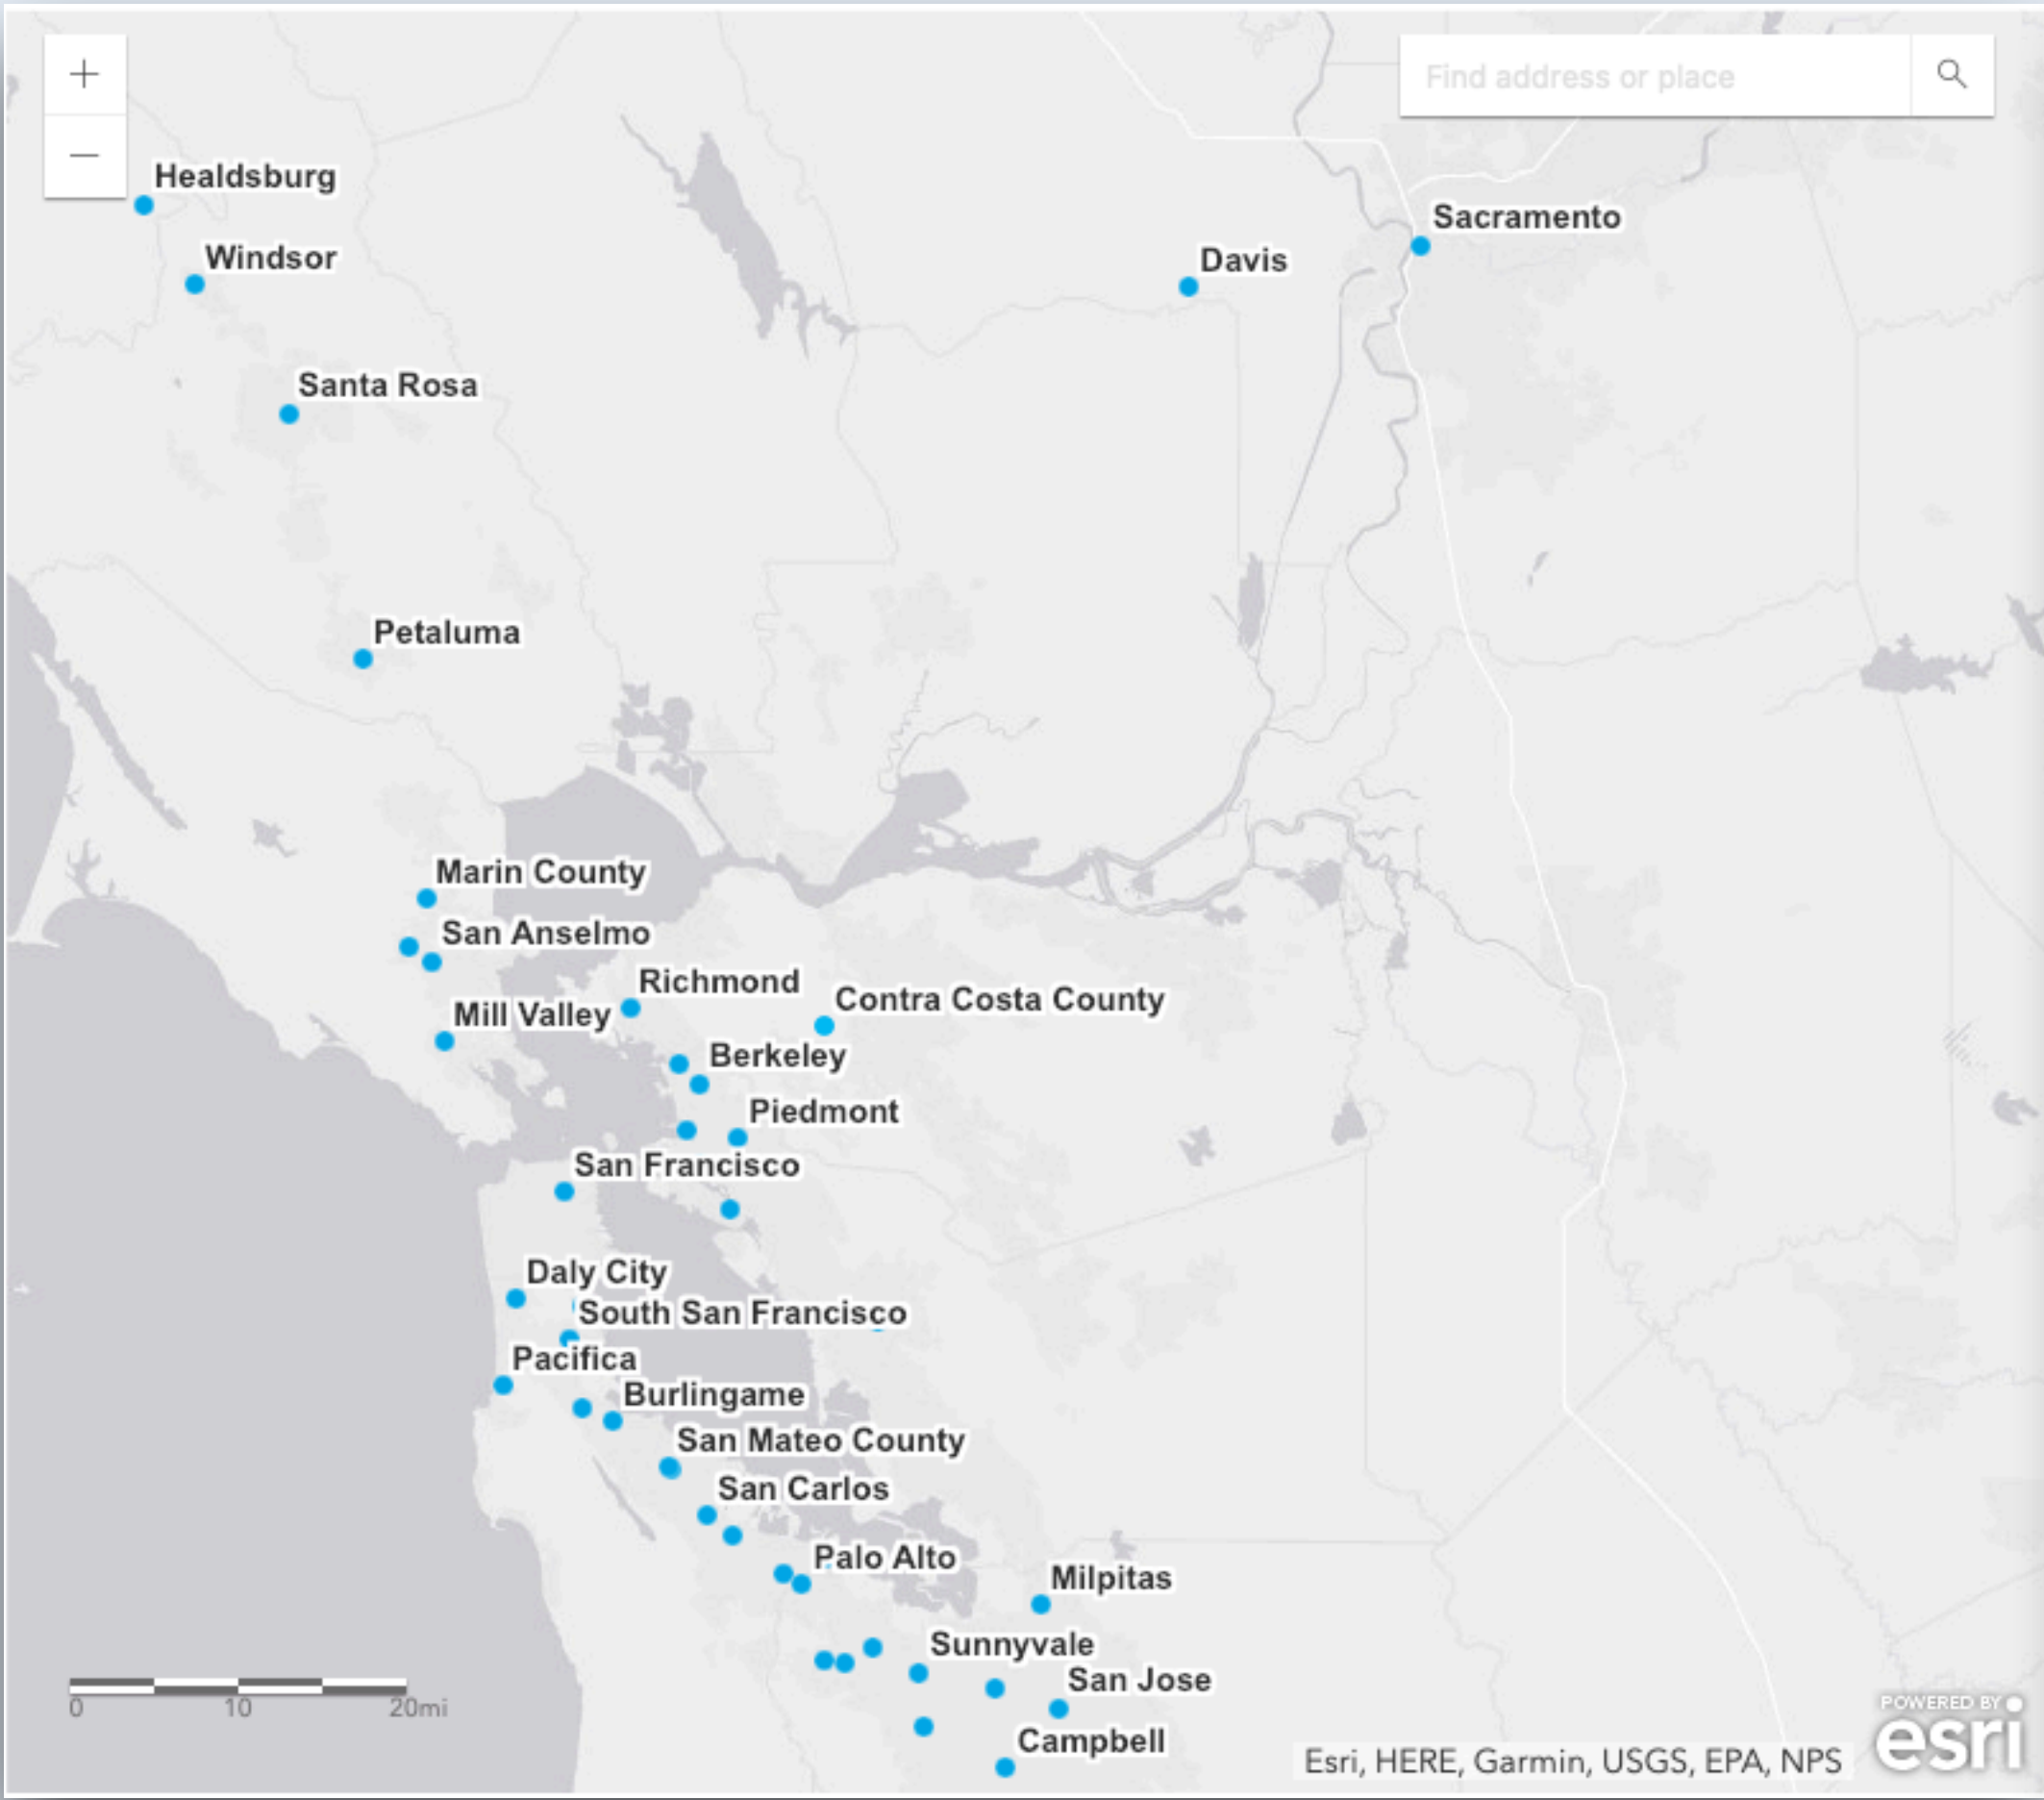 +
Find address or place
−
Healdsburg
Sacramento
Windsor
Davis
Santa Rosa
Petaluma
Marin County
San Anselmo
Richmond
Contra Costa County
Mill Valley
Berkeley
Piedmont
San Francisco
Daly City
South San Francisco
Pacifica
Burlingame
San Mateo County
San Carlos
Palo Alto
Milpitas
Sunnyvale
San Jose
0 10 20mi
Campbell
POWERED BY
esri
Esri, HERE, Garmin, USGS, EPA, NPS